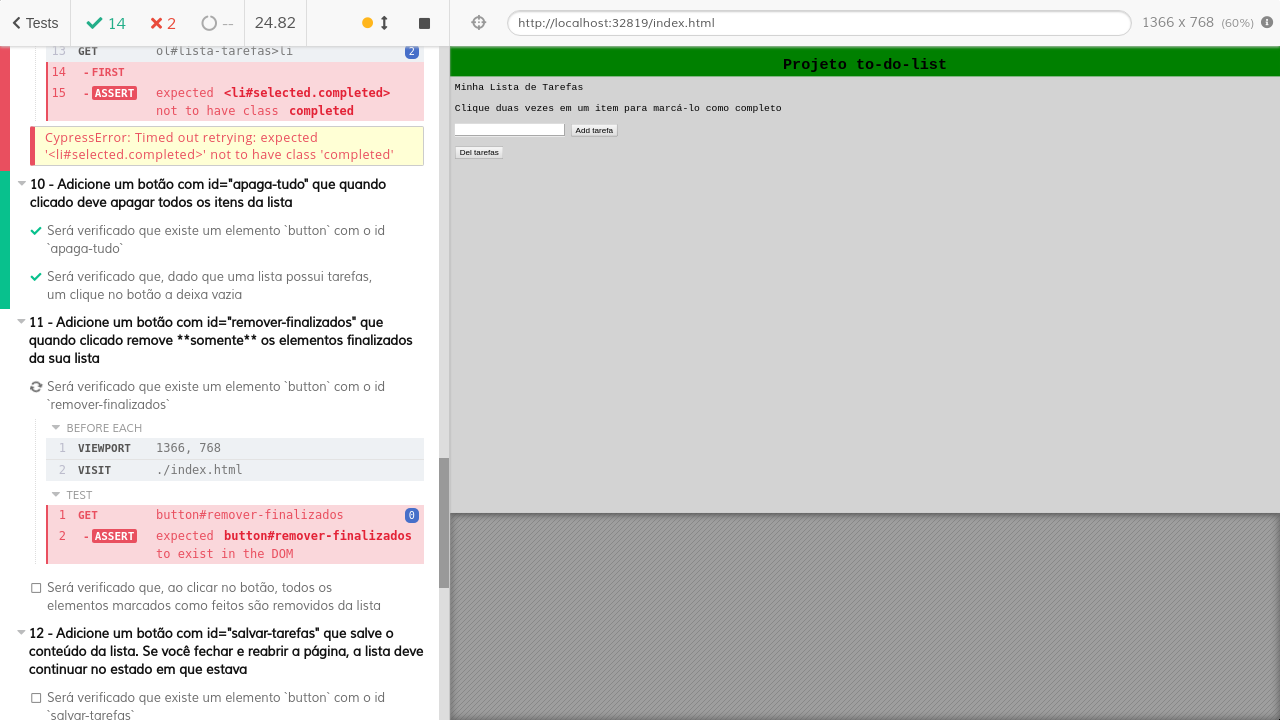 Tests
14
2
--
24.82
http://localhost:32819/index.html
1366 x 768 (60%)
13 GET ol#lista-tarefas>li 2
14 - FIRST
15 - ASSERT expected <li#selected.completed>
not to have class completed
CypressError: Timed out retrying: expected
'<li#selected.completed>' not to have class 'completed'
10 - Adicione um botão com id="apaga-tudo" que quando
clicado deve apagar todos os itens da lista
Será verificado que existe um elemento `button` com o id
`apaga-tudo`
Será verificado que, dado que uma lista possui tarefas,
um clique no botão a deixa vazia
11 - Adicione um botão com id="remover-finalizados" que
quando clicado remove **somente** os elementos finalizados
da sua lista
Será verificado que existe um elemento `button` com o id
`remover-finalizados`
BEFORE EACH
1 VIEWPORT 1366, 768
2 VISIT ./index.html
TEST
1 GET button#remover-finalizados 0
2 - ASSERT expected button#remover-finalizados
to exist in the DOM
Será verificado que, ao clicar no botão, todos os
elementos marcados como feitos são removidos da lista
12 - Adicione um botão com id="salvar-tarefas" que salve o
conteúdo da lista. Se você fechar e reabrir a página, a lista deve
continuar no estado em que estava
Será verificado que existe um elemento `button` com o id
`salvar-tarefas`
Projeto to-do-list
Minha Lista de Tarefas
Clique duas vezes em um item para marcá-lo como completo
Add tarefa
Del tarefas